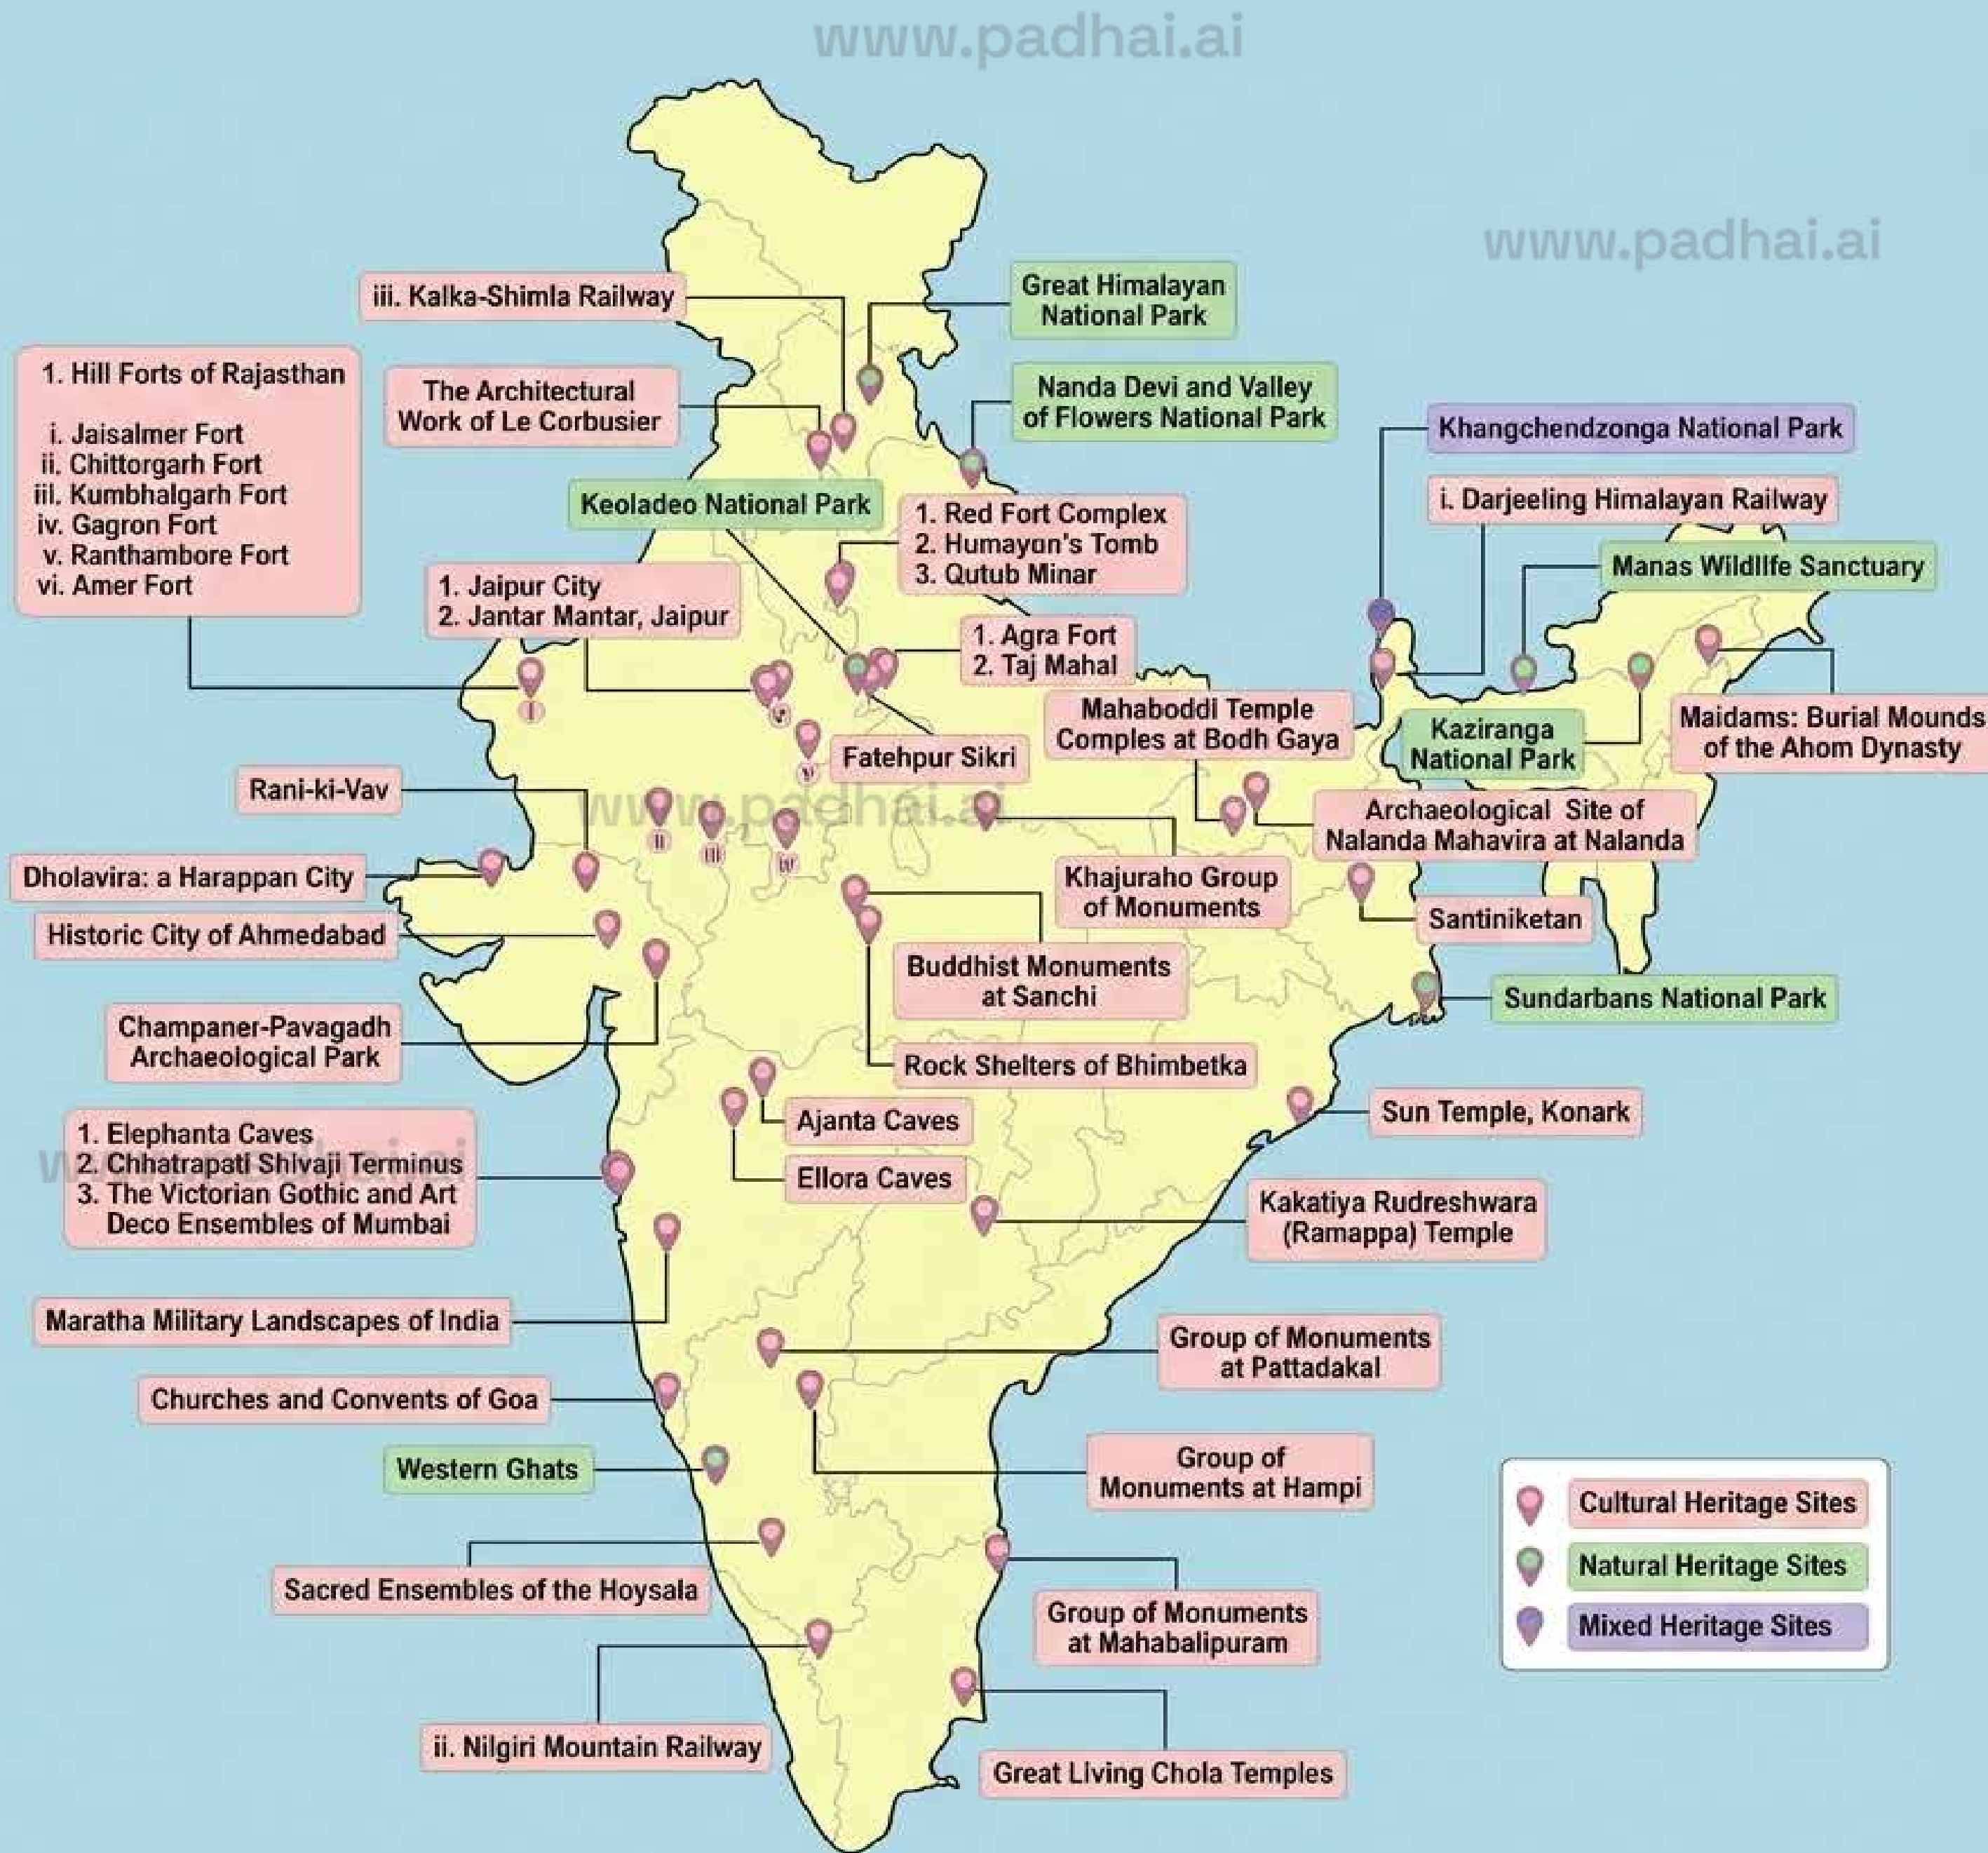 www.padhai.ai
www.padhai.ai
iii. Kalka-Shimla Railway
Great Himalayan
National Park
1. Hill Forts of Rajasthan
i. Jaisalmer Fort
ii. Chittorgarh Fort
iii. Kumbhalgarh Fort
iv. Gagron Fort
v. Ranthambore Fort
vi. Amer Fort
The Architectural
Work of Le Corbusier
Nanda Devi and Valley
of Flowers National Park
Khangchendzonga National Park
i. Darjeeling Himalayan Railway
Keoladeo National Park
1. Red Fort Complex
2. Humayon's Tomb
3. Qutub Minar
Manas Wildlife Sanctuary
1. Jaipur City
2. Jantar Mantar, Jaipur
1. Agra Fort
2. Taj Mahal
Mahaboddi Temple
Comples at Bodh Gaya
Kaziranga
National Park
Maidams: Burial Mounds
of the Ahom Dynasty
i
v
Fatehpur Sikri
Rani-ki-Vav
www.padhai.ai
ii
iii
iv
Archaeological Site of
Nalanda Mahavira at Nalanda
Dholavira: a Harappan City
Khajuraho Group
of Monuments
Historic City of Ahmedabad
Santiniketan
Buddhist Monuments
at Sanchi
Sundarbans National Park
Champaner-Pavagadh
Archaeological Park
Rock Shelters of Bhimbetka
Ajanta Caves
Sun Temple, Konark
1. Elephanta Caves
2. Chhatrapati Shivaji Terminus
3. The Victorian Gothic and Art
Deco Ensembles of Mumbai
www.padhai.ai
Ellora Caves
Kakatiya Rudreshwara
(Ramappa) Temple
Maratha Military Landscapes of India
Group of Monuments
at Pattadakal
Churches and Convents of Goa
Western Ghats
Group of
Monuments at Hampi
Sacred Ensembles of the Hoysala
Group of Monuments
at Mahabalipuram
ii. Nilgiri Mountain Railway
Great Living Chola Temples
Cultural Heritage Sites
Natural Heritage Sites
Mixed Heritage Sites